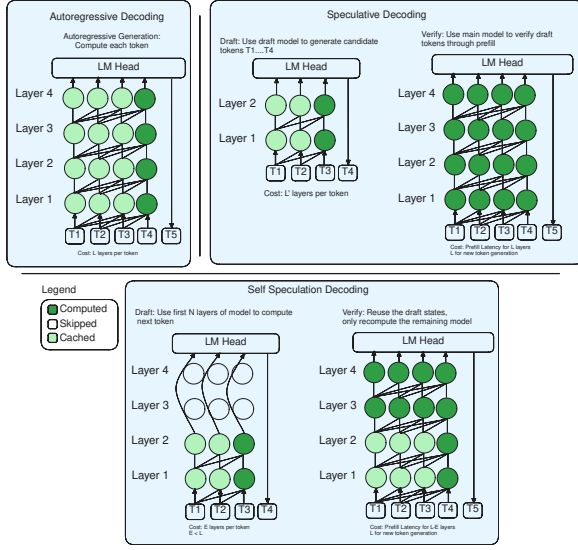 Autoregressive Decoding
Autoregressive Generation:
Compute each token
LM Head
Layer 4
Layer 3
Layer 2
Layer 1
T1 T2 T3 T4 T5
Cost: L layers per token
Speculative Decoding
Draft: Use draft model to generate candidate
tokens T1....T4
LM Head
Layer 2
Layer 1
T1 T2 T3 T4
Cost: L' layers per token
Verify: Use main model to verify draft
tokens through prefill
LM Head
Layer 4
Layer 3
Layer 2
Layer 1
T1 T2 T3 T4 T5
Cost: Prefill Latency for L layers
L for new token generation
Legend
Computed
Skipped
Cached
Self Speculation Decoding
Draft: Use first N layers of model to compute
next token
LM Head
Layer 4
Layer 3
Layer 2
Layer 1
T1 T2 T3 T4
Cost: E layers per token
E < L
Verify: Reuse the draft states,
only recompute the remaining model
LM Head
Layer 4
Layer 3
Layer 2
Layer 1
T1 T2 T3 T4 T5
Cost: Prefill Latency for L-E layers
L for new token generation